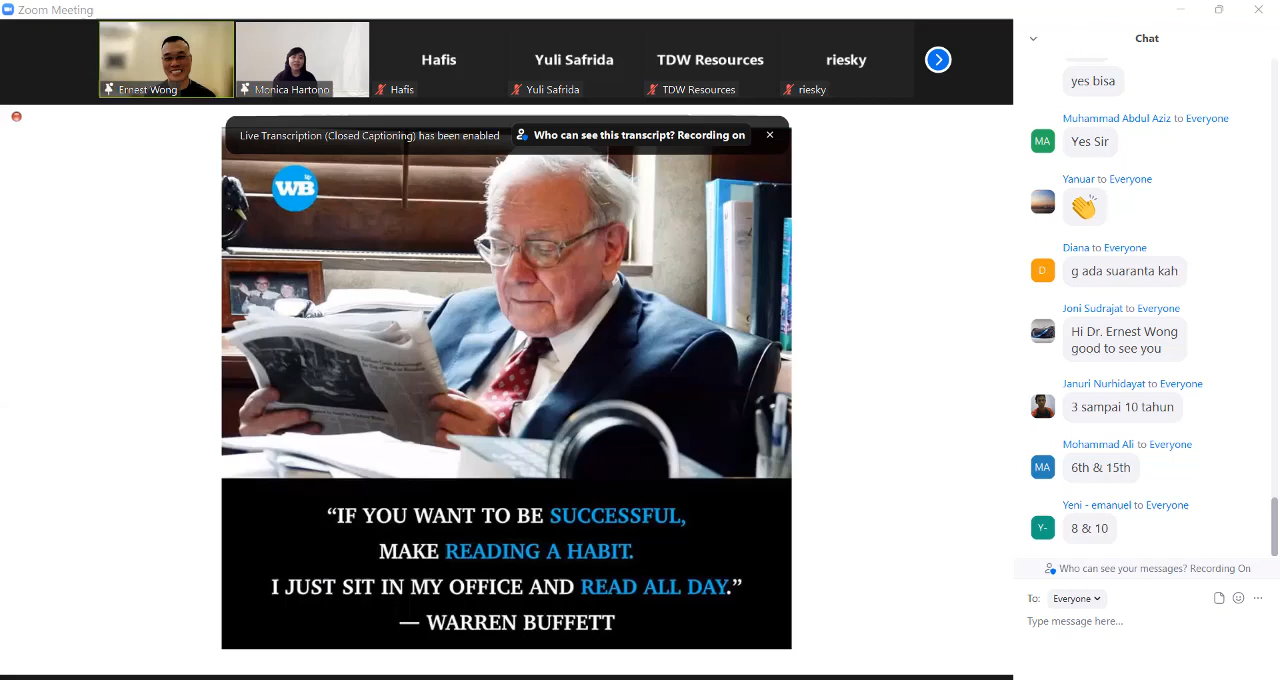 Zoom Meeting
Ernest Wong
Monica Hartono
Hafis
Hafis
Yuli Safrida
Yuli Safrida
TDW Resources
TDW Resources
riesky
riesky
Live Transcription (Closed Captioning) has been enabled
Who can see this transcript? Recording on
WB
UP
“IF YOU WANT TO BE SUCCESSFUL,
MAKE READING A HABIT.
I JUST SIT IN MY OFFICE AND READ ALL DAY.”
— WARREN BUFFETT
Chat
yes bisa
Muhammad Abdul Aziz to Everyone
MA
Yes Sir
Yanuar to Everyone
Diana to Everyone
D
g ada suaranta kah
Joni Sudrajat to Everyone
Hi Dr. Ernest Wong
good to see you
Januri Nurhidayat to Everyone
3 sampai 10 tahun
Mohammad Ali to Everyone
MA
6th & 15th
Yeni - emanuel to Everyone
Y-
8 & 10
Who can see your messages? Recording On
To: Everyone
Type message here...